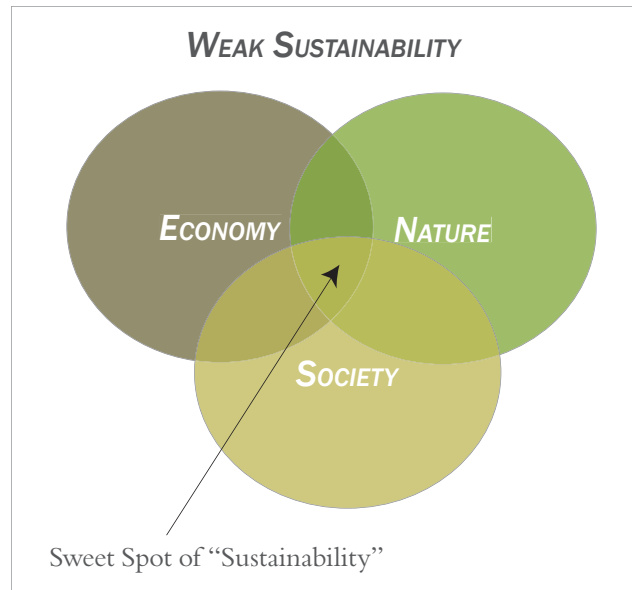 WEAK SUSTAINABILITY
ECONOMY
NATURE
SOCIETY
Sweet Spot of “Sustainability”